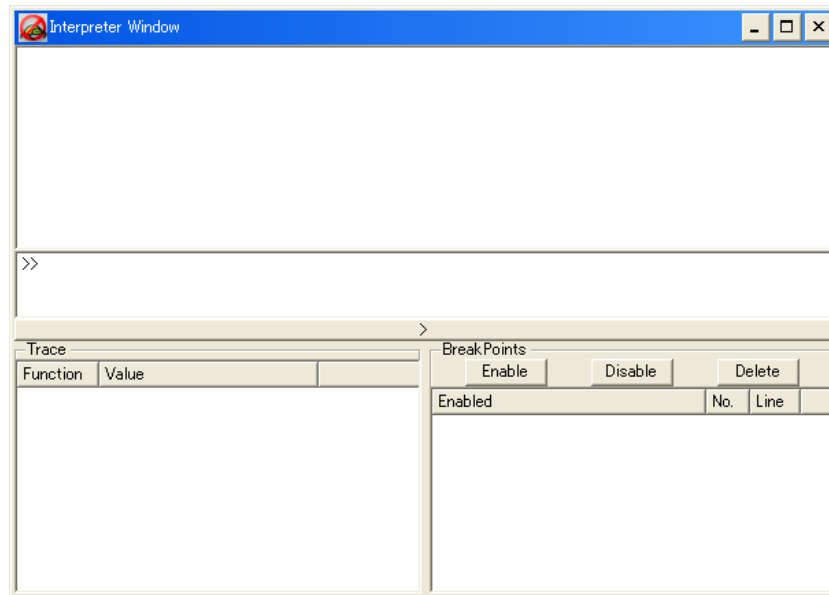 Interpreter Window
>>
>
Trace
Function Value
BreakPoints
Enable Disable Delete
Enabled No. Line